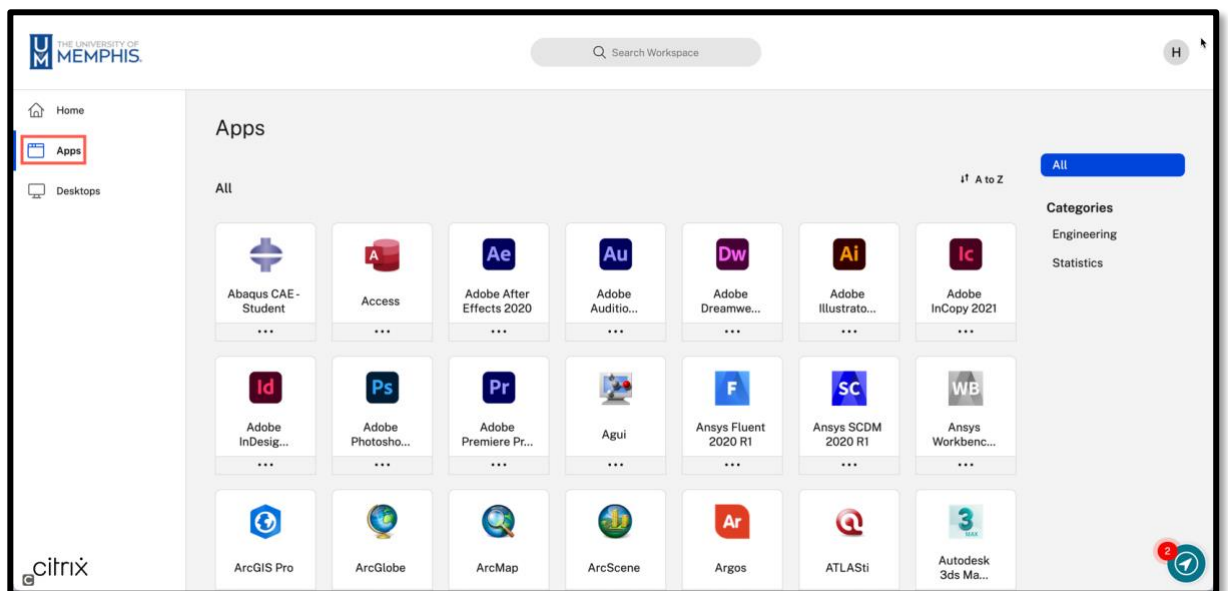 THE UNIVERSITY OF
MEMPHIS.
Search Workspace
H
Home
Apps
Desktops
Apps
All
A to Z
All
Categories
Engineering
Statistics
A
Ae
Au
Dw
Ai
Ic
Abaqus CAE - Student
Access
Adobe After Effects 2020
Adobe Auditio...
Adobe Dreamwe...
Adobe Illustrato...
Adobe InCopy 2021
Id
Ps
Pr
F
SC
WB
Adobe InDesig...
Adobe Photosho...
Adobe Premiere Pr...
Agui
Ansys Fluent 2020 R1
Ansys SCDM 2020 R1
Ansys Workbenc...
Ar
3
MAX
ArcGIS Pro
ArcGlobe
ArcMap
ArcScene
Argos
ATLASti
Autodesk 3ds Ma...
citrix
C
2